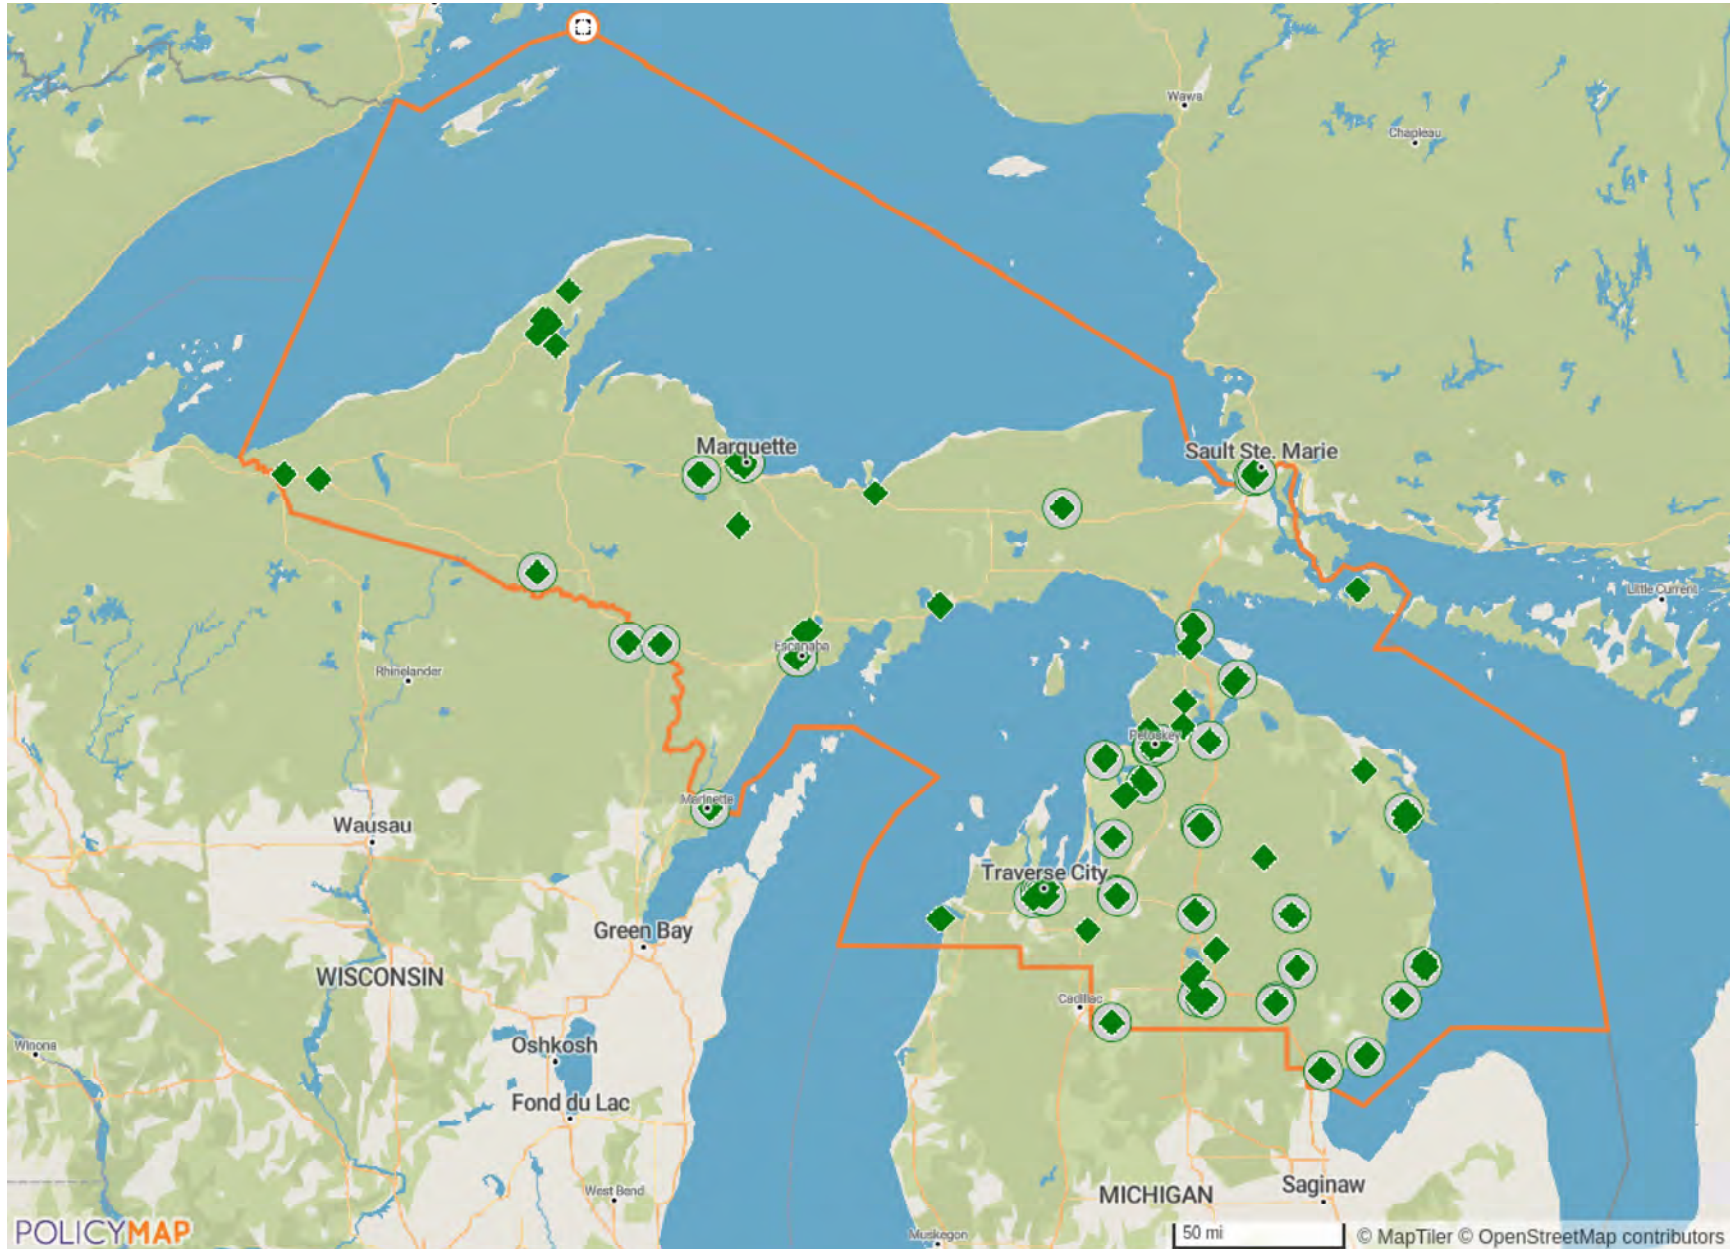 Wawa
Chapleau
Marquette
Sault Ste. Marie
Little Current
Escanaba
Rhinelander
Petoskey
Marinette
Wausau
Traverse City
Green Bay
WISCONSIN
Cadillac
Winona
Oshkosh
Fond du Lac
Saginaw
West Bend
MICHIGAN
Muskegon
POLICYMAP
50 mi
© MapTiler © OpenStreetMap contributors